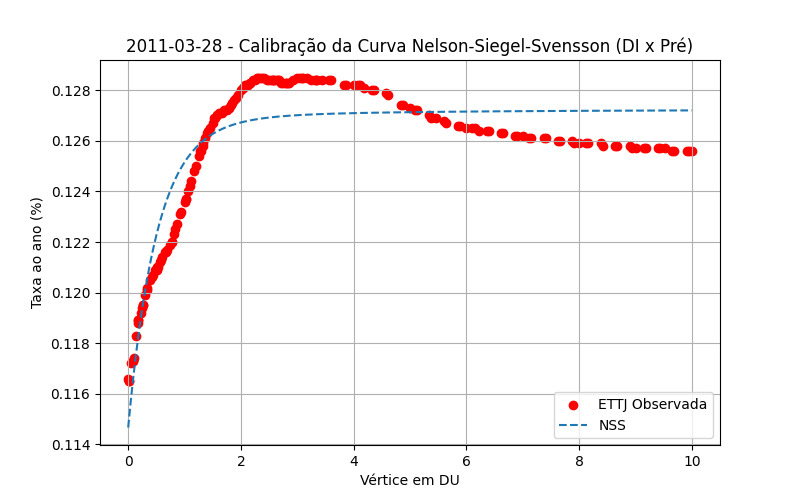 2011-03-28 - Calibração da Curva Nelson-Siegel-Svensson (DI x Pré)
0.128
0.126
0.124
0.122
0.120
0.118
0.116
0.114
Taxa ao ano (%)
ETTJ Observada
NSS
0 2 4 6 8 10
Vértice em DU